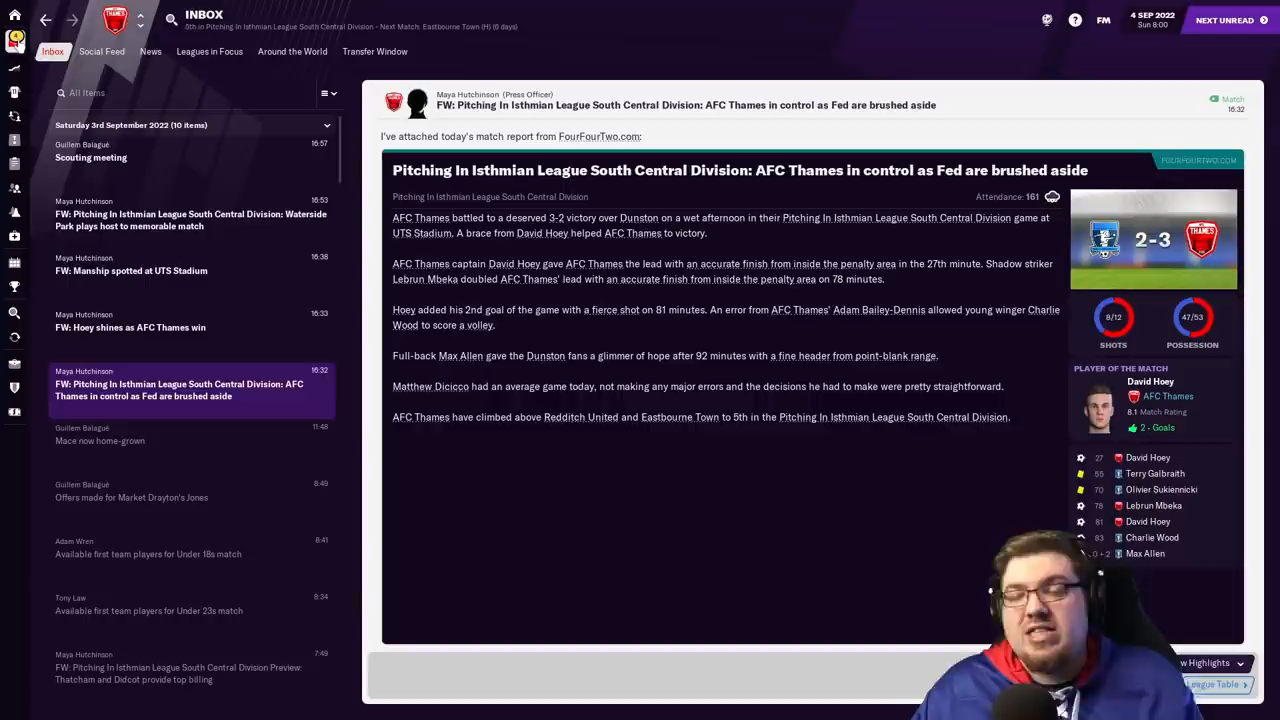 INBOX
5th in Pitching In Isthmian League South Central Division - Next Match: Eastbourne Town (H) (6 days)
4 SEP 2022
Sun 8:00
FM
NEXT UNREAD
4
THAMES
Inbox
Social Feed
News
Leagues in Focus
Around the World
Transfer Window
All Items
Saturday 3rd September 2022 (10 items)
Guillem Balagué 16:57
Scouting meeting
Maya Hutchinson 16:53
FW: Pitching In Isthmian League South Central Division: Waterside
Park plays host to memorable match
Maya Hutchinson 16:38
FW: Manship spotted at UTS Stadium
Maya Hutchinson 16:33
FW: Hoey shines as AFC Thames win
Maya Hutchinson 16:32
FW: Pitching In Isthmian League South Central Division: AFC
Thames in control as Fed are brushed aside
Guillem Balagué 11:48
Mace now home-grown
Guillem Balagué 8:49
Offers made for Market Drayton's Jones
Adam Wren 8:41
Available first team players for Under 18s match
Tony Law 8:34
Available first team players for Under 23s match
Maya Hutchinson 7:49
FW: Pitching In Isthmian League South Central Division Preview:
Thatcham and Didcot provide top billing
Maya Hutchinson (Press Officer)
FW: Pitching In Isthmian League South Central Division: AFC Thames in control as Fed are brushed aside
Match
16:32
I've attached today's match report from FourFourTwo.com:
FOURFOURTWO.COM
Pitching In Isthmian League South Central Division: AFC Thames in control as Fed are brushed aside
Pitching In Isthmian League South Central Division
Attendance: 161
AFC Thames battled to a deserved 3-2 victory over Dunston on a wet afternoon in their Pitching In Isthmian League South Central Division game at
UTS Stadium. A brace from David Hoey helped AFC Thames to victory.
AFC Thames captain David Hoey gave AFC Thames the lead with an accurate finish from inside the penalty area in the 27th minute. Shadow striker
Lebrun Mbeka doubled AFC Thames' lead with an accurate finish from inside the penalty area on 78 minutes.
Hoey added his 2nd goal of the game with a fierce shot on 81 minutes. An error from AFC Thames' Adam Bailey-Dennis allowed young winger Charlie
Wood to score a volley.
Full-back Max Allen gave the Dunston fans a glimmer of hope after 92 minutes with a fine header from point-blank range.
Matthew Dicicco had an average game today, not making any major errors and the decisions he had to make were pretty straightforward.
AFC Thames have climbed above Redditch United and Eastbourne Town to 5th in the Pitching In Isthmian League South Central Division.
2-3
THAMES
8/12
SHOTS
47/53
POSSESSION
PLAYER OF THE MATCH
David Hoey
AFC Thames
8.1 Match Rating
2 - Goals
27 David Hoey
55 Terry Galbraith
70 Olivier Sukiennicki
78 Lebrun Mbeka
81 David Hoey
83 Charlie Wood
0 +2 Max Allen
w Highlights
League Table